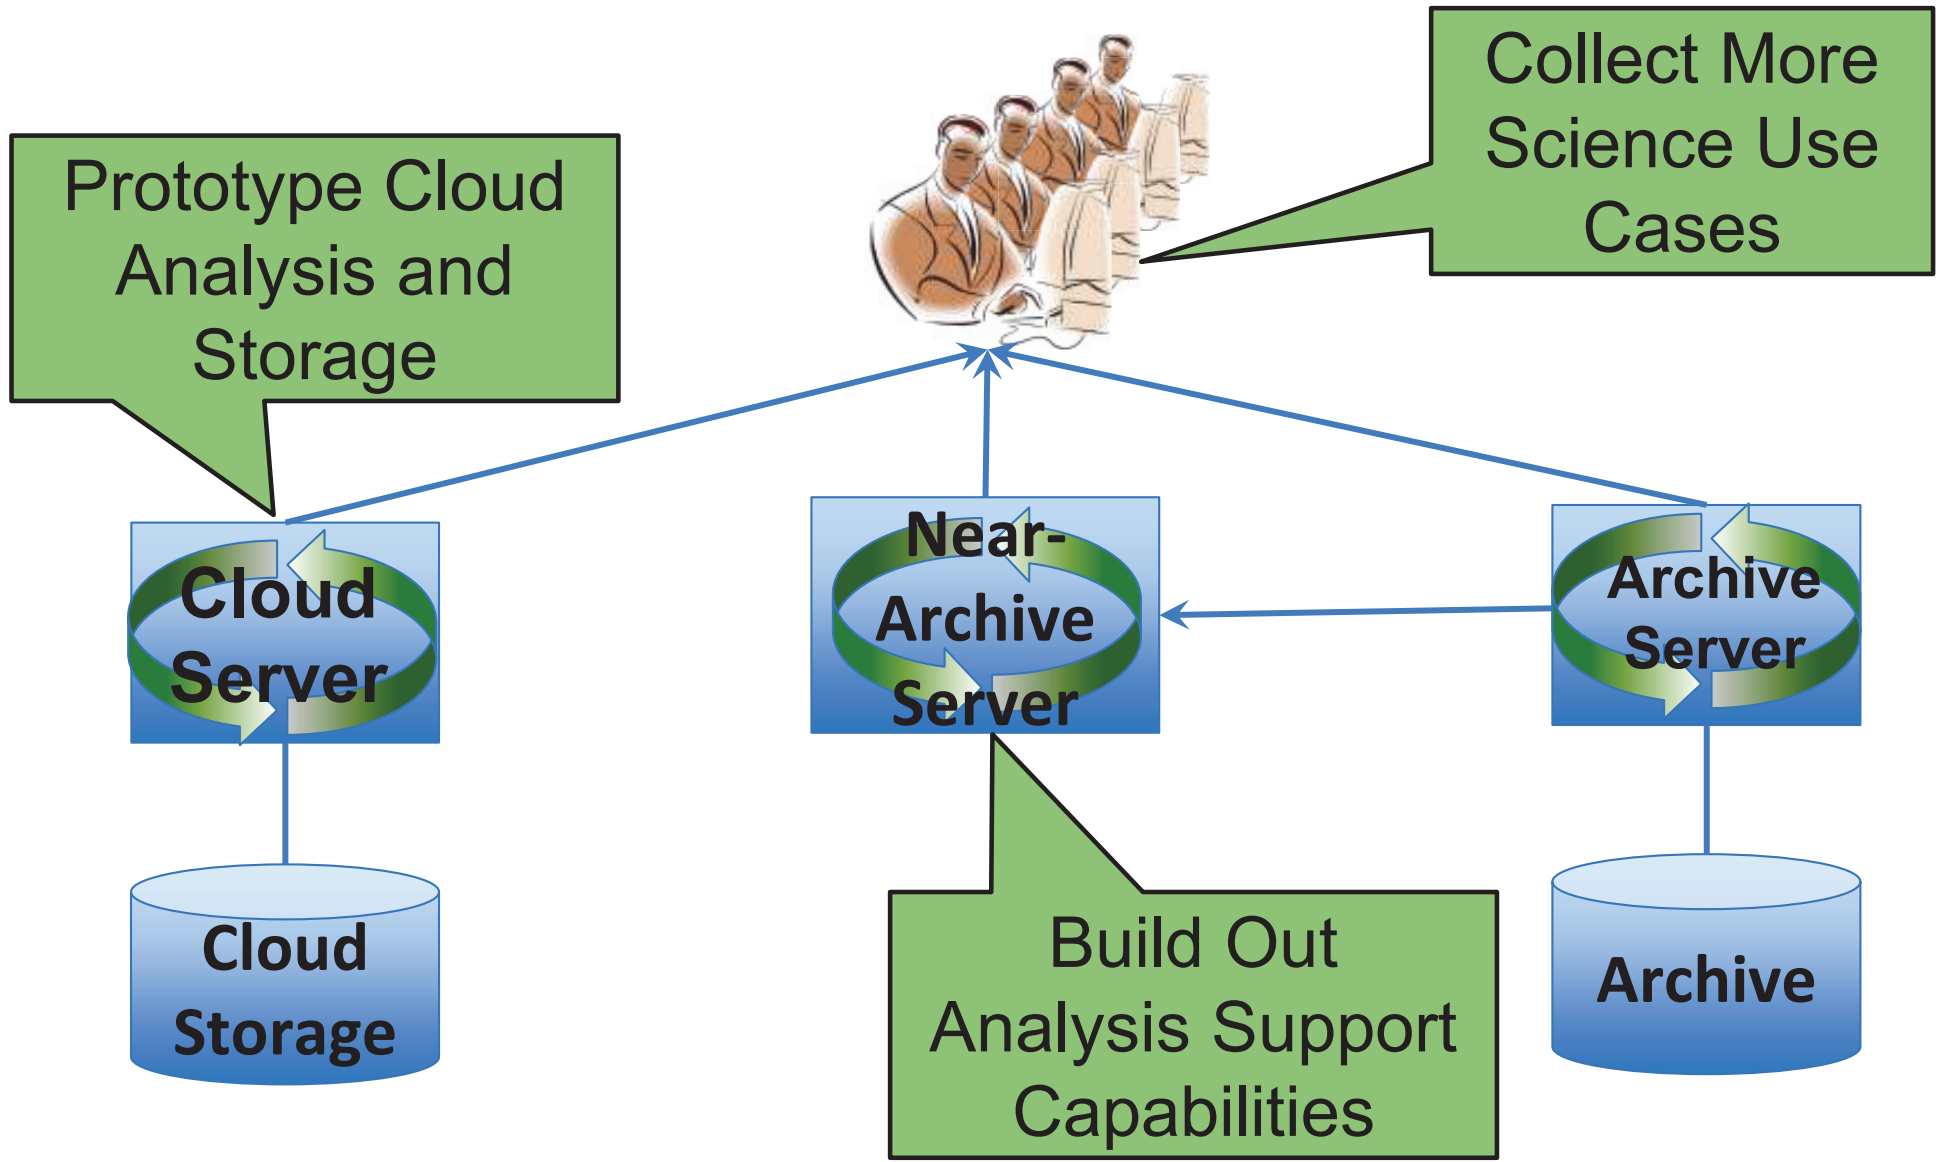 Collect More
Science Use
Cases
Prototype Cloud
Analysis and
Storage
Cloud
Server
Near-
Archive
Server
Archive
Server
Cloud
Storage
Build Out
Analysis Support
Capabilities
Archive